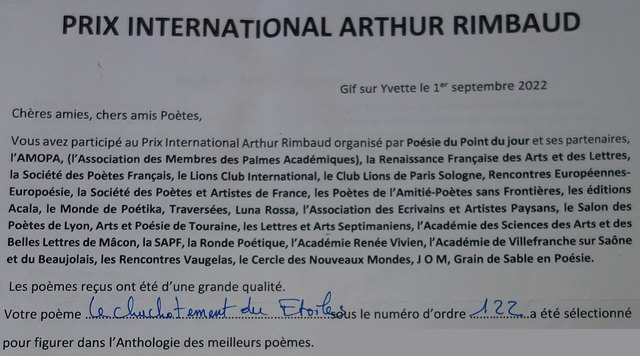 PRIX INTERNATIONAL ARTHUR RIMBAUD
Gif sur Yvette le 1er septembre 2022
Chères amies, chers amis Poètes,
Vous avez participé au Prix International Arthur Rimbaud organisé par Poésie du Point du jour et ses partenaires,
l'AMOPA, (l'Association des Membres des Palmes Académiques), la Renaissance Française des Arts et des Lettres,
la Société des Poètes Français, le Lions Club International, le Club Lions de Paris Sologne, Rencontres Européennes-
Europoésie, la Société des Poètes et Artistes de France, les Poètes de l'Amitié-Poètes sans Frontières, les éditions
Acala, le Monde de Poétika, Traversées, Luna Rossa, l'Association des Ecrivains et Artistes Paysans, le Salon des
Poètes de Lyon, Arts et Poésie de Touraine, les Lettres et Arts Septimaniens, l'Académie des Sciences des Arts et des
Belles Lettres de Mâcon, la SAPF, la Ronde Poétique, l'Académie Renée Vivien, l'Académie de Villefranche sur Saône
et du Beaujolais, les Rencontres Vaugelas, le Cercle des Nouveaux Mondes, J O M, Grain de Sable en Poésie.
Les poèmes reçus ont été d'une grande qualité.
Votre poème Le Chuchotement du Etoiles sous le numéro d'ordre 122 a été sélectionné
pour figurer dans l'Anthologie des meilleurs poèmes.